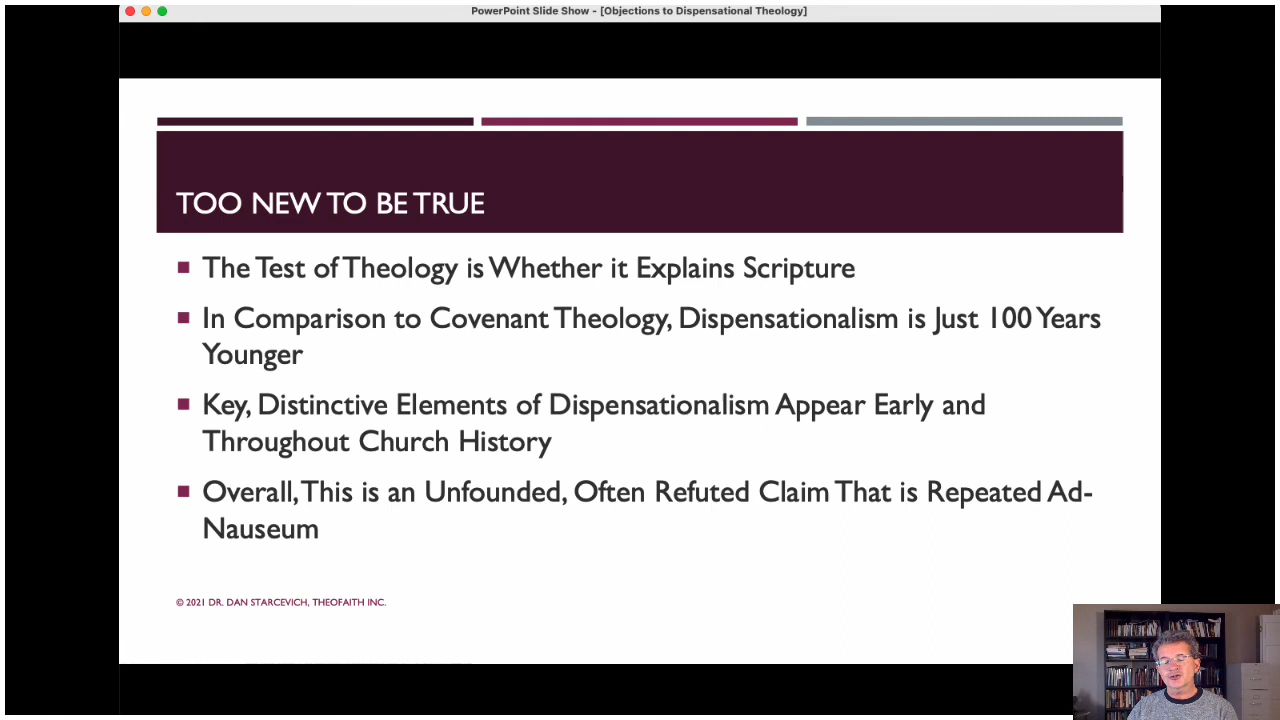 PowerPoint Slide Show - [Objections to Dispensational Theology]
TOO NEW TO BE TRUE
The Test of Theology is Whether it Explains Scripture
In Comparison to Covenant Theology, Dispensationalism is Just 100 Years
Younger
Key, Distinctive Elements of Dispensationalism Appear Early and
Throughout Church History
Overall, This is an Unfounded, Often Refuted Claim That is Repeated Ad-
Nauseum
© 2021 DR. DAN STARCEVICH, THEOFAITH INC.